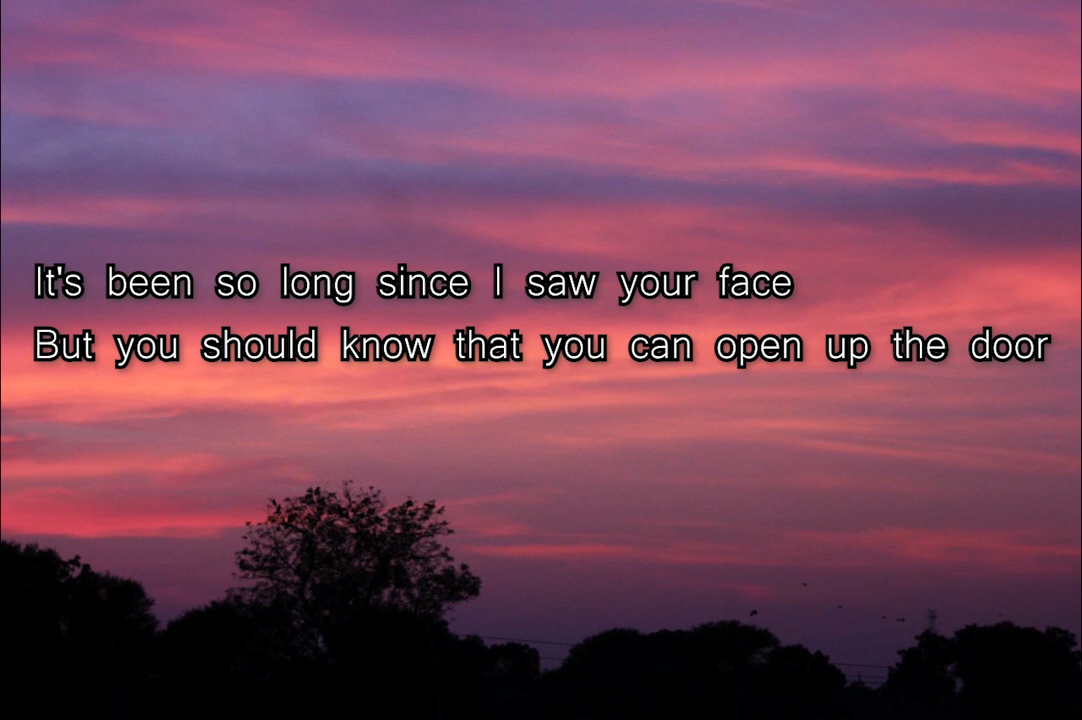 It's been so long since I saw your face
But you should know that you can open up the door